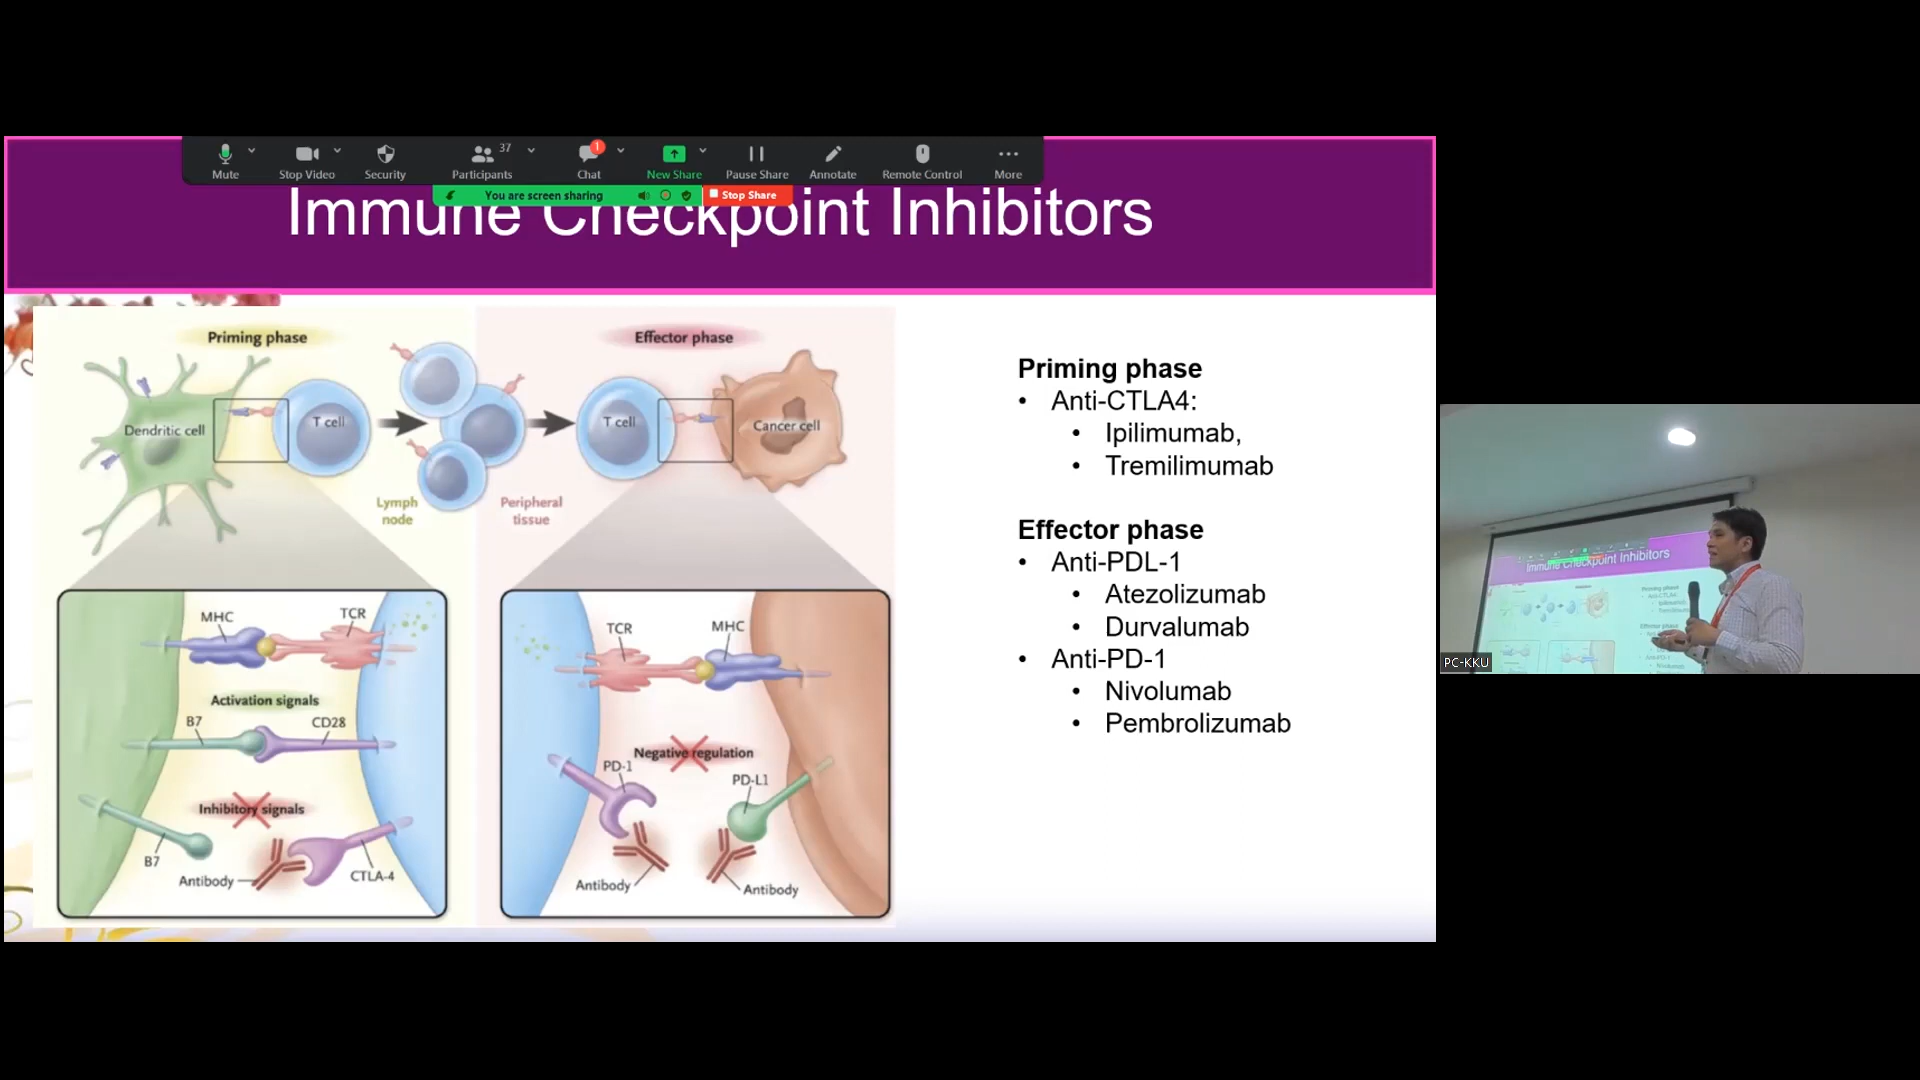 Mute
Stop Video
Security
37
Participants
1
Chat
New Share
Pause Share
Annotate
Remote Control
More
You are screen sharing
Stop Share
Immune Checkpoint Inhibitors
Priming phase
Effector phase
Dendritic cell
T cell
T cell
Cancer cell
Lymph
node
Peripheral
tissue
MHC
TCR
Activation signals
B7
CD28
Inhibitory signals
B7
Antibody
CTLA-4
TCR
MHC
Negative regulation
PD-1
PD-L1
Antibody
Antibody
Priming phase
• Anti-CTLA4:
• Ipilimumab,
• Tremilimumab
Effector phase
• Anti-PDL-1
• Atezolizumab
• Durvalumab
• Anti-PD-1
• Nivolumab
• Pembrolizumab
Immune Checkpoint Inhibitors
PC-KKU